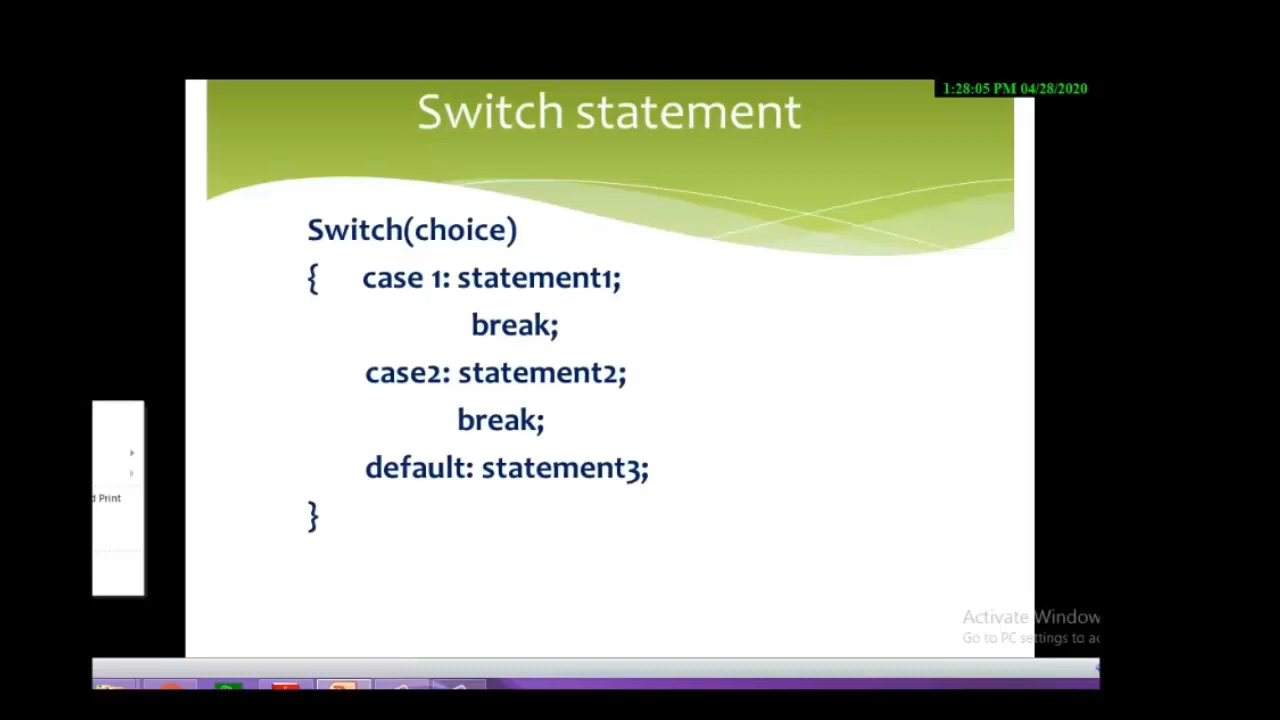 1:28:05 PM 04/28/2020
Switch statement
Switch(choice)
{ case 1: statement1;
break;
case2: statement2;
break;
default: statement3;
}
d Print
Activate Window
Go to PC settings to ac